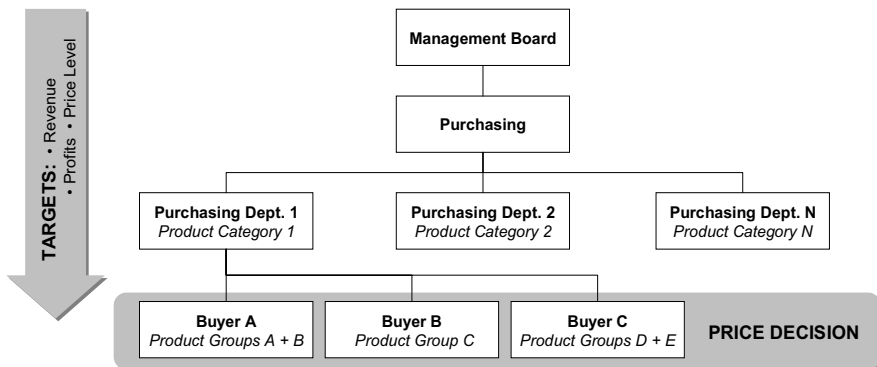 TARGETS: • Revenue
• Profits • Price Level
Management Board
Purchasing
Purchasing Dept. 1
Product Category 1
Purchasing Dept. 2
Product Category 2
Purchasing Dept. N
Product Category N
Buyer A
Product Groups A + B
Buyer B
Product Group C
Buyer C
Product Groups D + E
PRICE DECISION